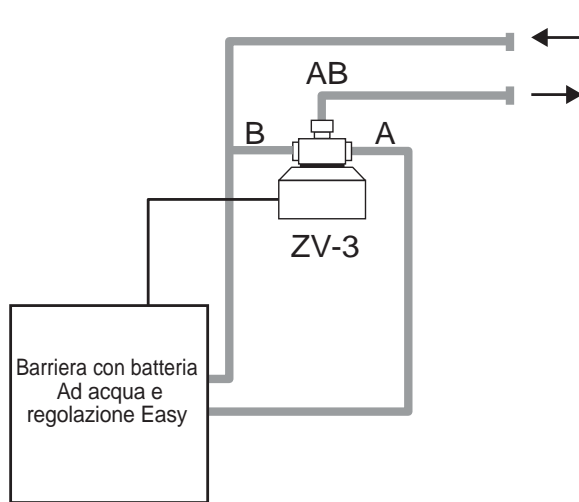 AB
B
A
ZV-3
Barriera con batteria
Ad acqua e
regolazione Easy